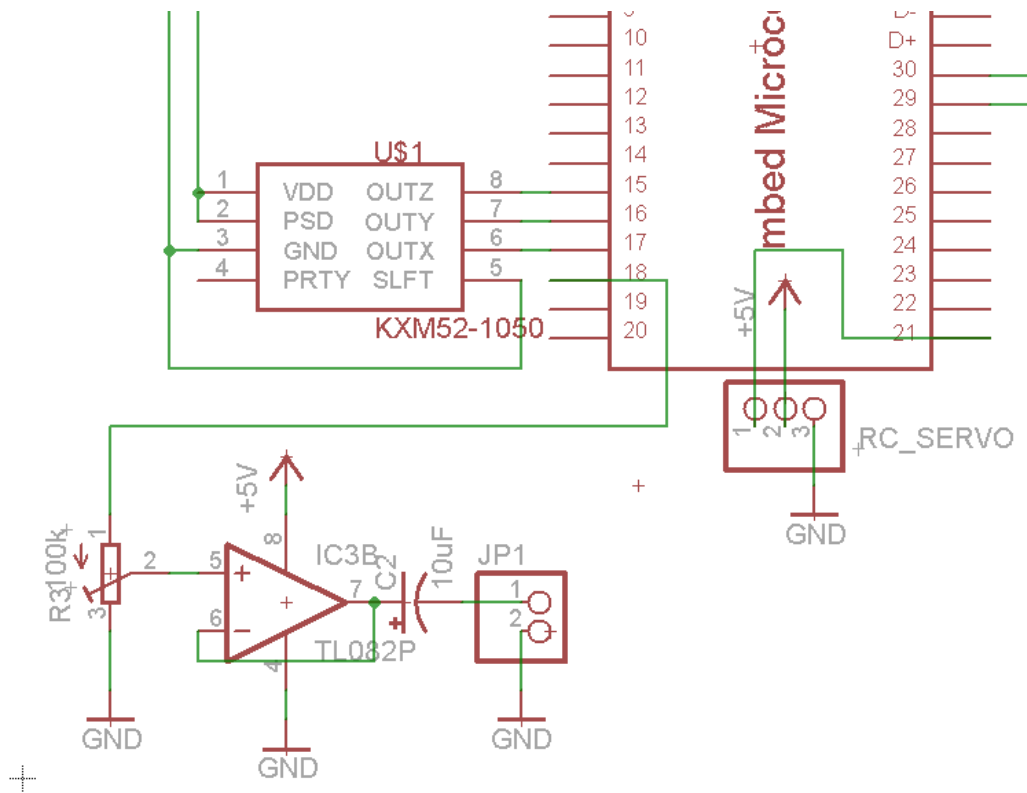 9
10
11
12
13
14
15
16
17
18
19
20
mbed Microc
D-
D+
30
29
28
27
26
25
24
23
22
21
U$1
1 VDD OUTZ 8
2 PSD OUTY 7
3 GND OUTX 6
4 PRTY SLFT 5
KXM52-1050
+5V
1 2 3
RC_SERVO
GND
+5V
R3
100k
1
2
3
GND
8
5 +
6 -
4
7
IC3B
TL082P
GND
C2
10uF
+
JP1
1
2
GND